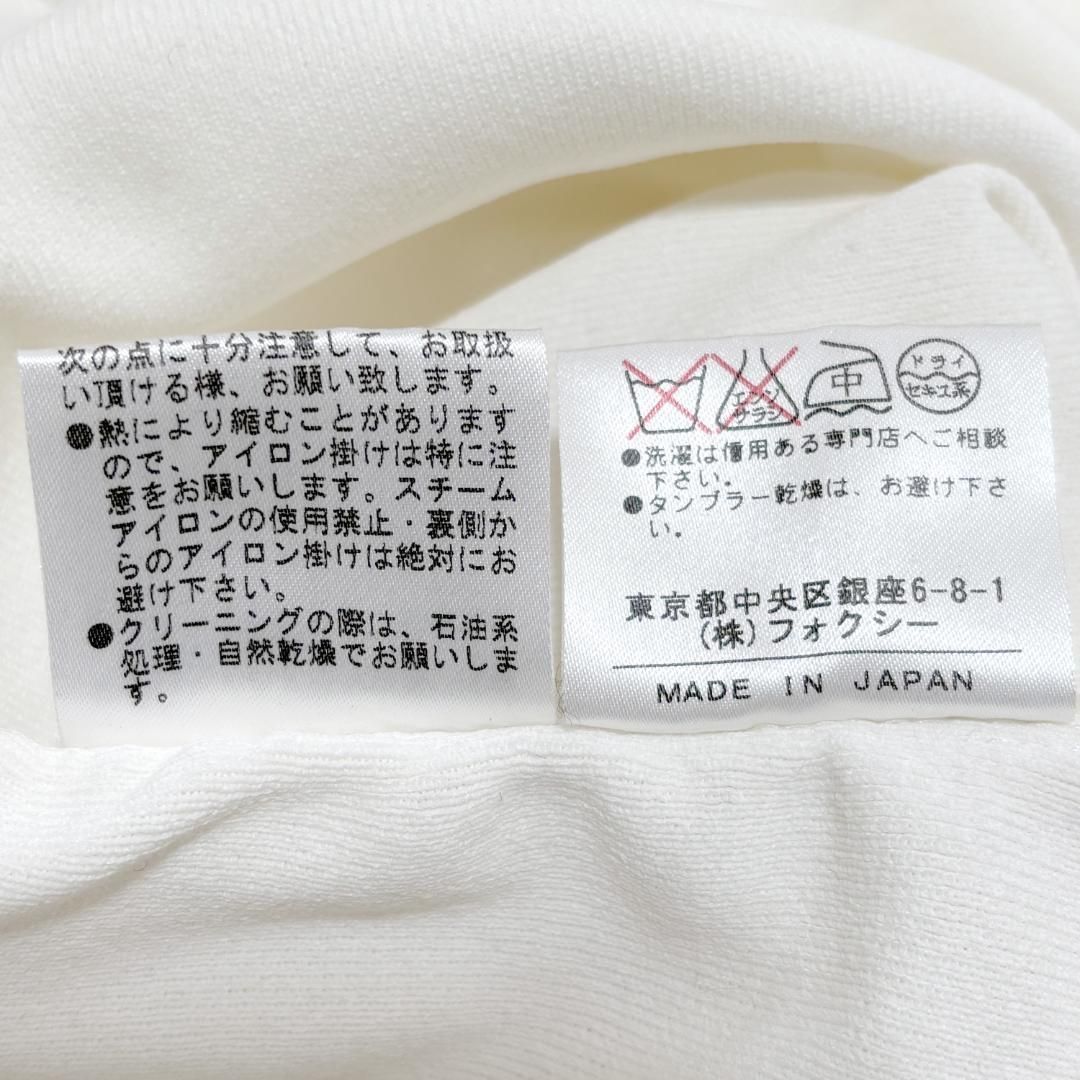 次の点に十分注意して、お取扱
い頂ける様、お願い致します。
●熱により縮むことがあります
ので、アイロン掛けは特に注
意をお願いします。スチーム
アイロンの使用禁止・裏側か
らのアイロン掛けは絶対にお
避け下さい。
●クリーニングの際は、石油系
処理・自然乾燥でお願いしま
す。
エンソ
サラシ
中
ドライ
セキユ系
●洗濯は信用ある専門店へご相談
下さい。
●タンブラー乾燥は、お避け下さ
い。
東京都中央区銀座6-8-1
(株)フォクシー
MADE IN JAPAN